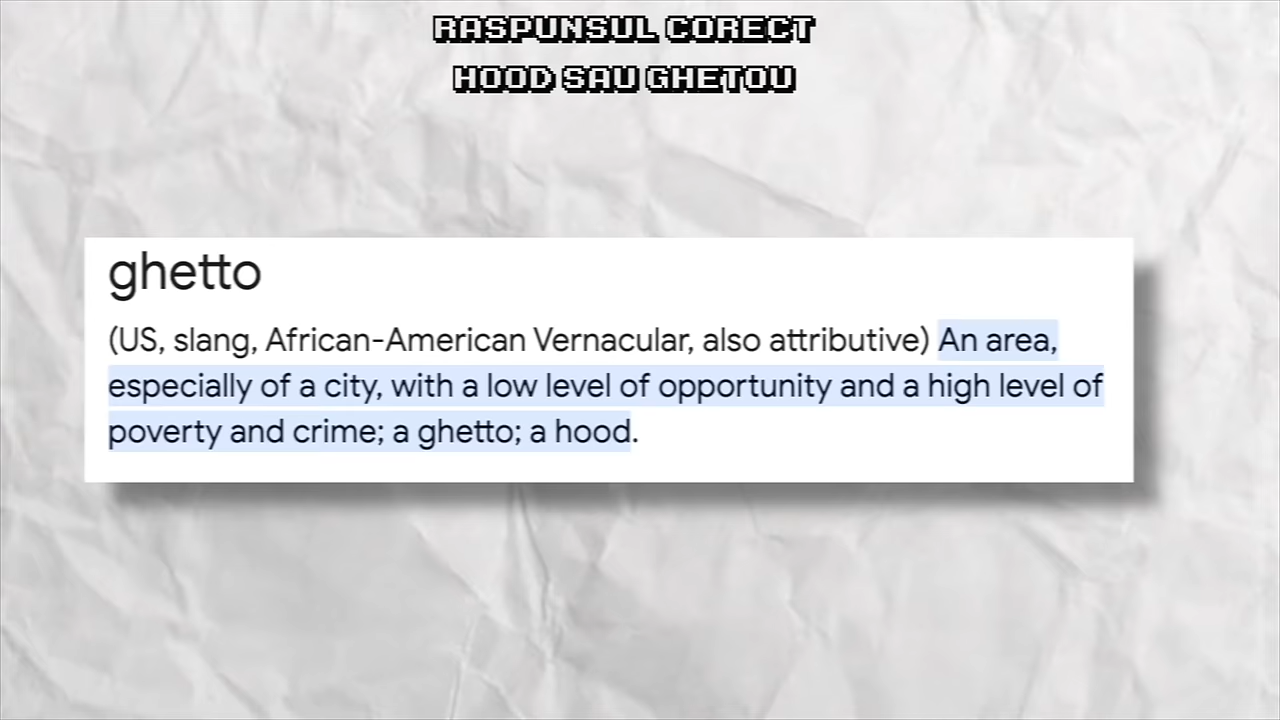 RASPUNSUL CORECT
HOOD SAU GHETOU
ghetto
(US, slang, African-American Vernacular, also attributive) An area,
especially of a city, with a low level of opportunity and a high level of
poverty and crime; a ghetto; a hood.